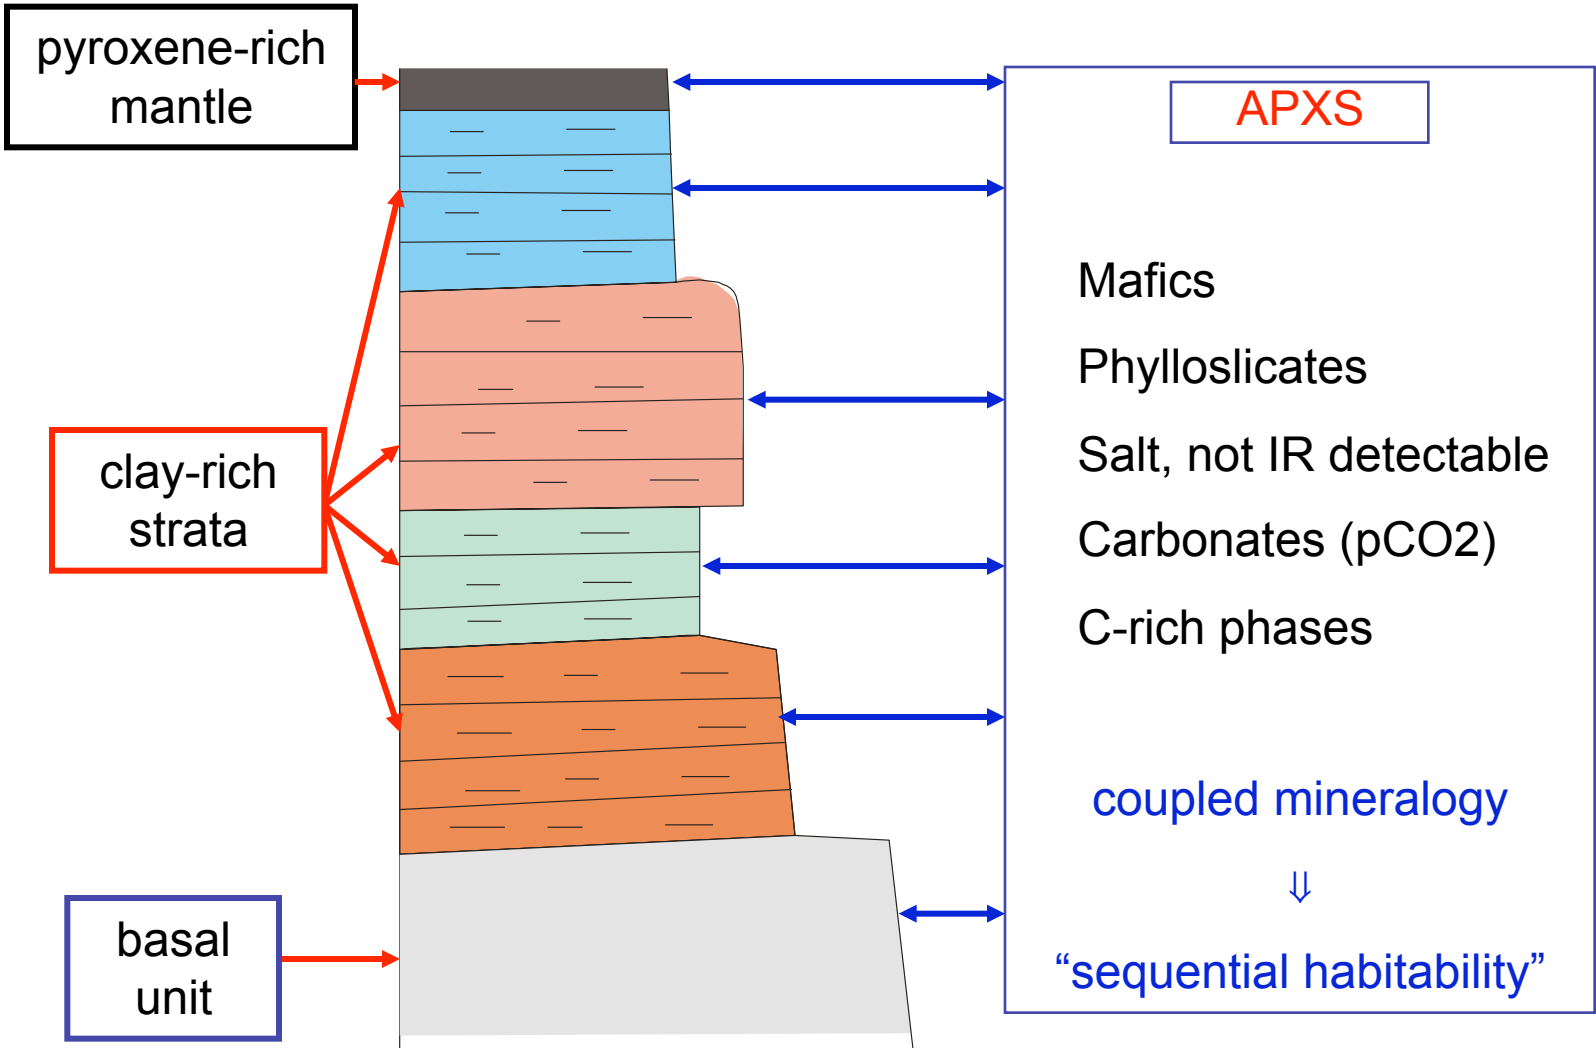 pyroxene-rich
mantle
clay-rich
strata
basal
unit
APXS
Mafics
Phylloslicates
Salt, not IR detectable
Carbonates (pCO2)
C-rich phases
coupled mineralogy
⇓
“sequential habitability”